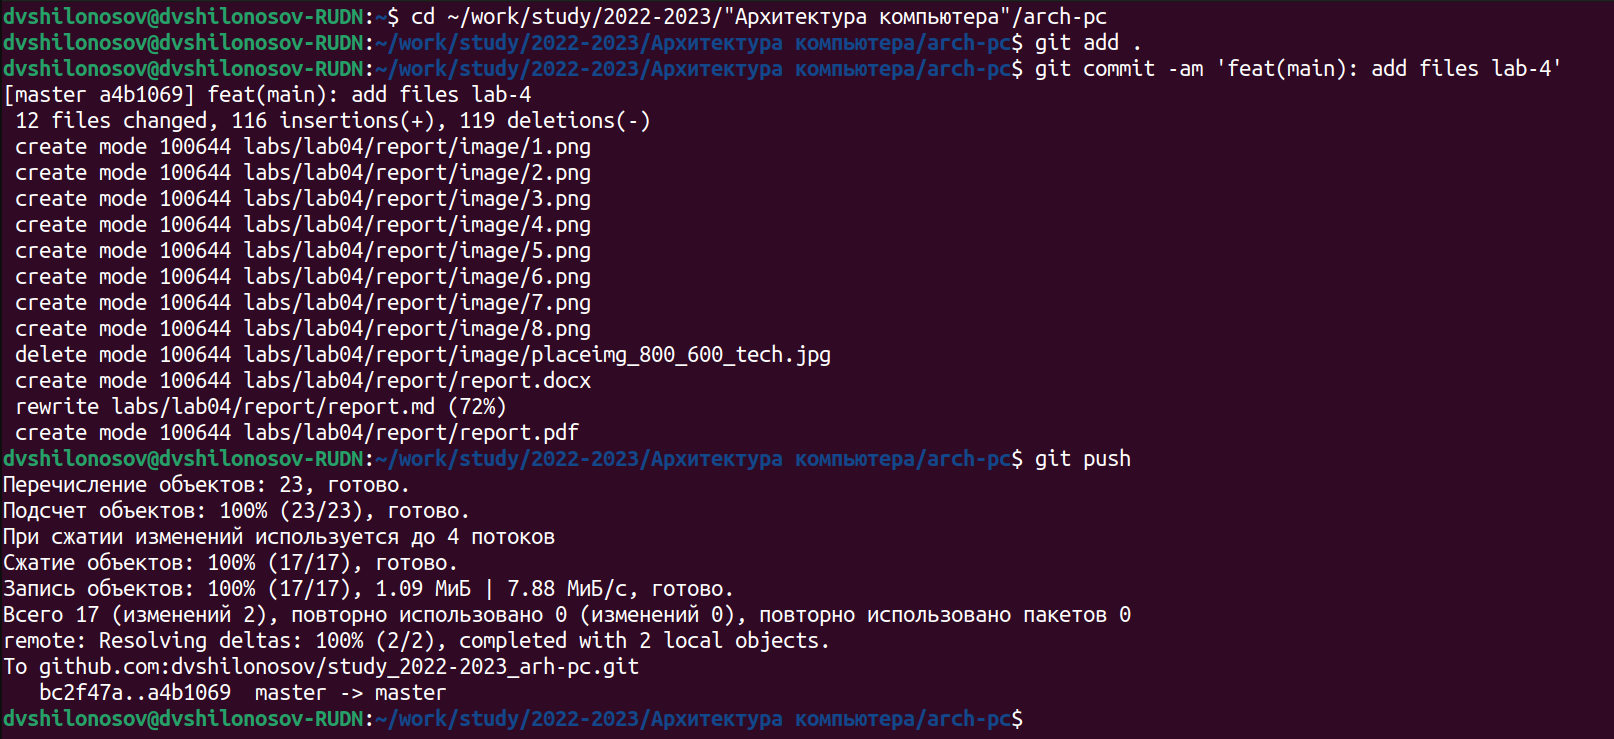 dvshilonosov@dvshilonosov-RUDN:~$ cd ~/work/study/2022-2023/"Архитектура компьютера"/arch-pc
dvshilonosov@dvshilonosov-RUDN:~/work/study/2022-2023/Архитектура компьютера/arch-pc$ git add .
dvshilonosov@dvshilonosov-RUDN:~/work/study/2022-2023/Архитектура компьютера/arch-pc$ git commit -am 'feat(main): add files lab-4'
[master a4b1069] feat(main): add files lab-4
 12 files changed, 116 insertions(+), 119 deletions(-)
 create mode 100644 labs/lab04/report/image/1.png
 create mode 100644 labs/lab04/report/image/2.png
 create mode 100644 labs/lab04/report/image/3.png
 create mode 100644 labs/lab04/report/image/4.png
 create mode 100644 labs/lab04/report/image/5.png
 create mode 100644 labs/lab04/report/image/6.png
 create mode 100644 labs/lab04/report/image/7.png
 create mode 100644 labs/lab04/report/image/8.png
 delete mode 100644 labs/lab04/report/image/placeimg_800_600_tech.jpg
 create mode 100644 labs/lab04/report/report.docx
 rewrite labs/lab04/report/report.md (72%)
 create mode 100644 labs/lab04/report/report.pdf
dvshilonosov@dvshilonosov-RUDN:~/work/study/2022-2023/Архитектура компьютера/arch-pc$ git push
Перечисление объектов: 23, готово.
Подсчет объектов: 100% (23/23), готово.
При сжатии изменений используется до 4 потоков
Сжатие объектов: 100% (17/17), готово.
Запись объектов: 100% (17/17), 1.09 МиБ | 7.88 МиБ/с, готово.
Всего 17 (изменений 2), повторно использовано 0 (изменений 0), повторно использовано пакетов 0
remote: Resolving deltas: 100% (2/2), completed with 2 local objects.
To github.com:dvshilonosov/study_2022-2023_arh-pc.git
   bc2f47a..a4b1069  master -> master
dvshilonosov@dvshilonosov-RUDN:~/work/study/2022-2023/Архитектура компьютера/arch-pc$